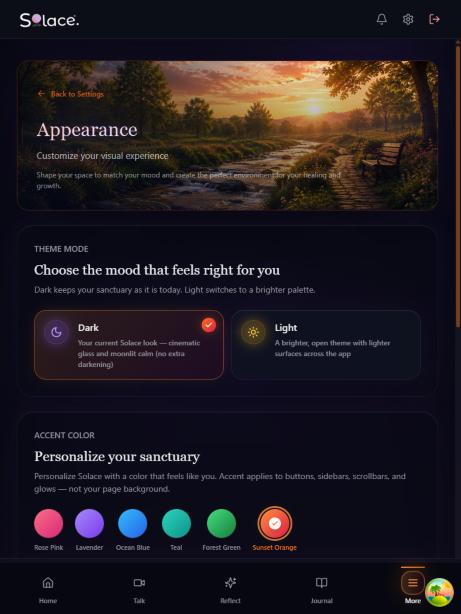 Solace.
Back to Settings
Appearance
Customize your visual experience
Shape your space to match your mood and create the perfect environment for your healing and
growth.
THEME MODE
Choose the mood that feels right for you
Dark keeps your sanctuary as it is today. Light switches to a brighter palette.
Dark
Your current Solace look — cinematic
glass and moonlit calm (no extra
darkening)
Light
A brighter, open theme with lighter
surfaces across the app
ACCENT COLOR
Personalize your sanctuary
Personalize Solace with a color that feels like you. Accent applies to buttons, sidebars, scrollbars, and
glows — not your page background.
Rose Pink Lavender Ocean Blue Teal Forest Green Sunset Orange
Home Talk Reflect Journal More